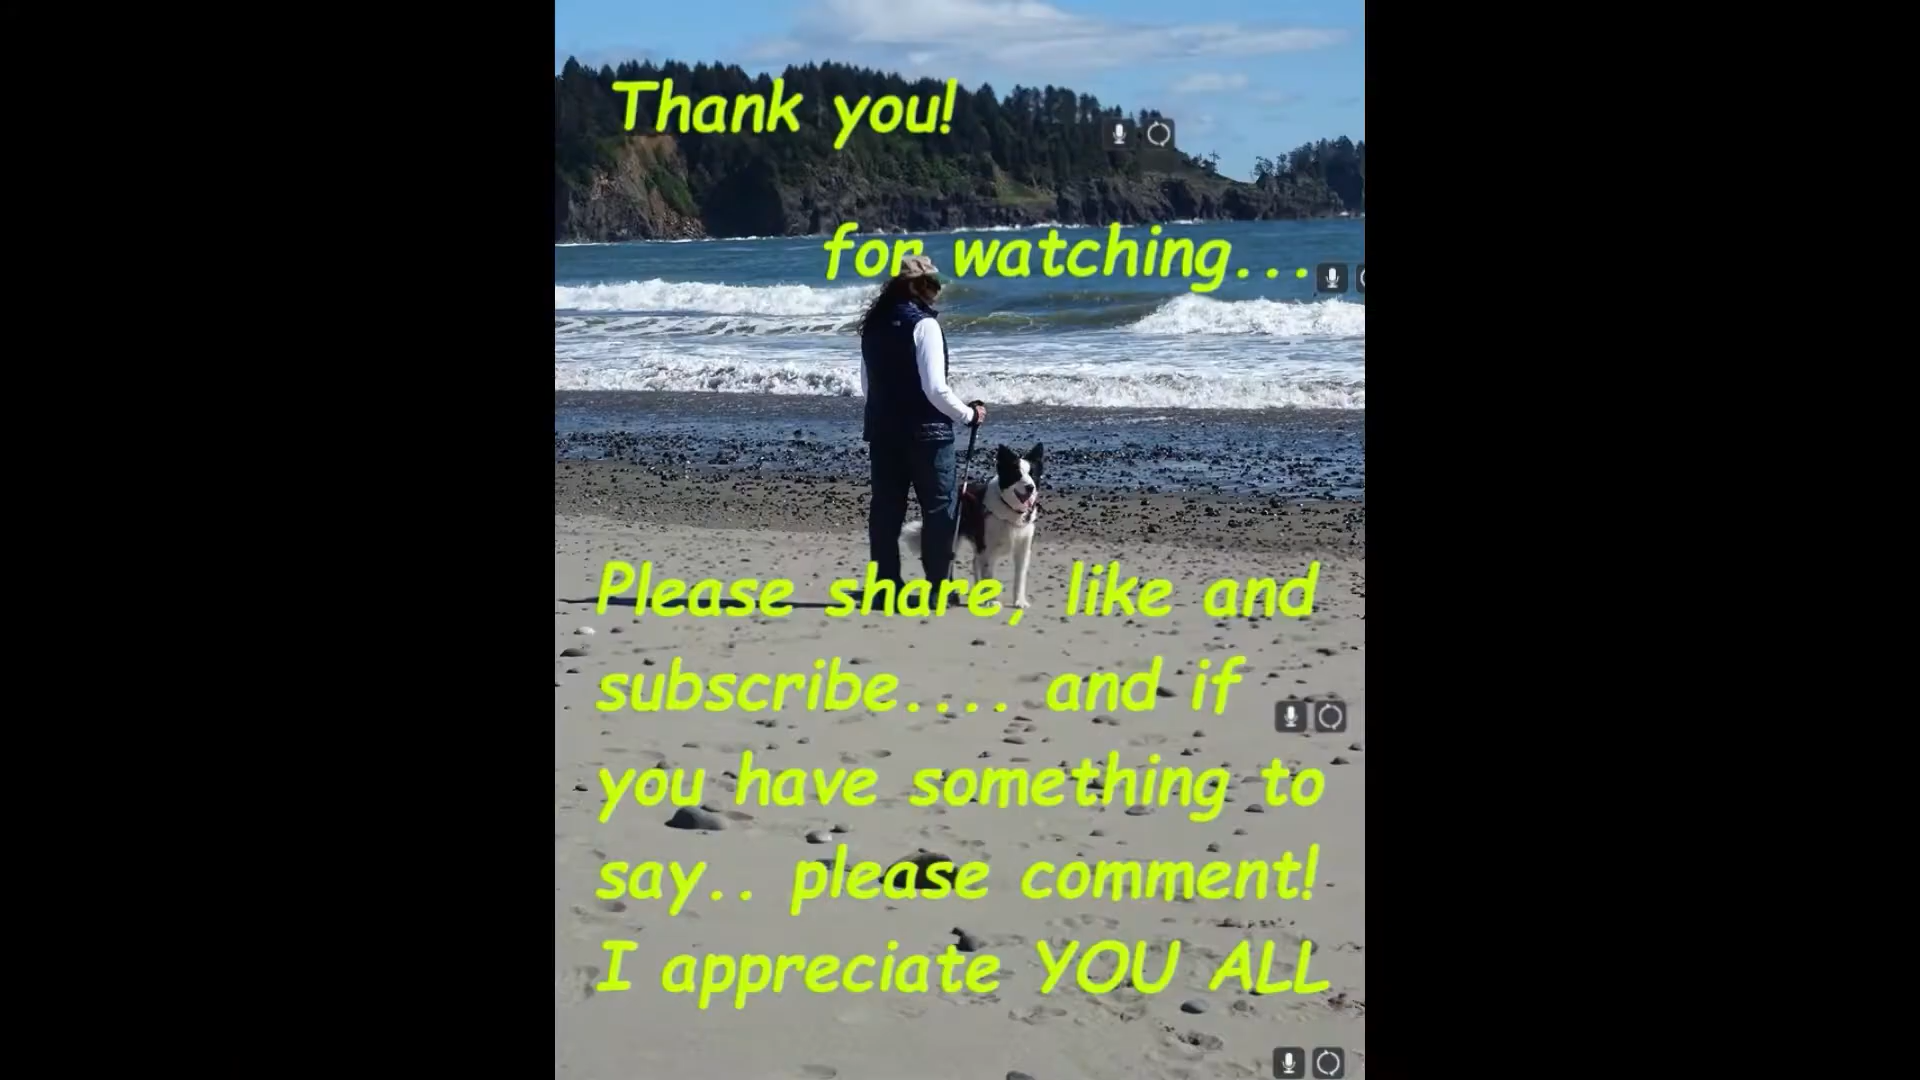 Thank you!
for watching...
Please share, like and
subscribe.... and if
you have something to
say.. please comment!
I appreciate YOU ALL